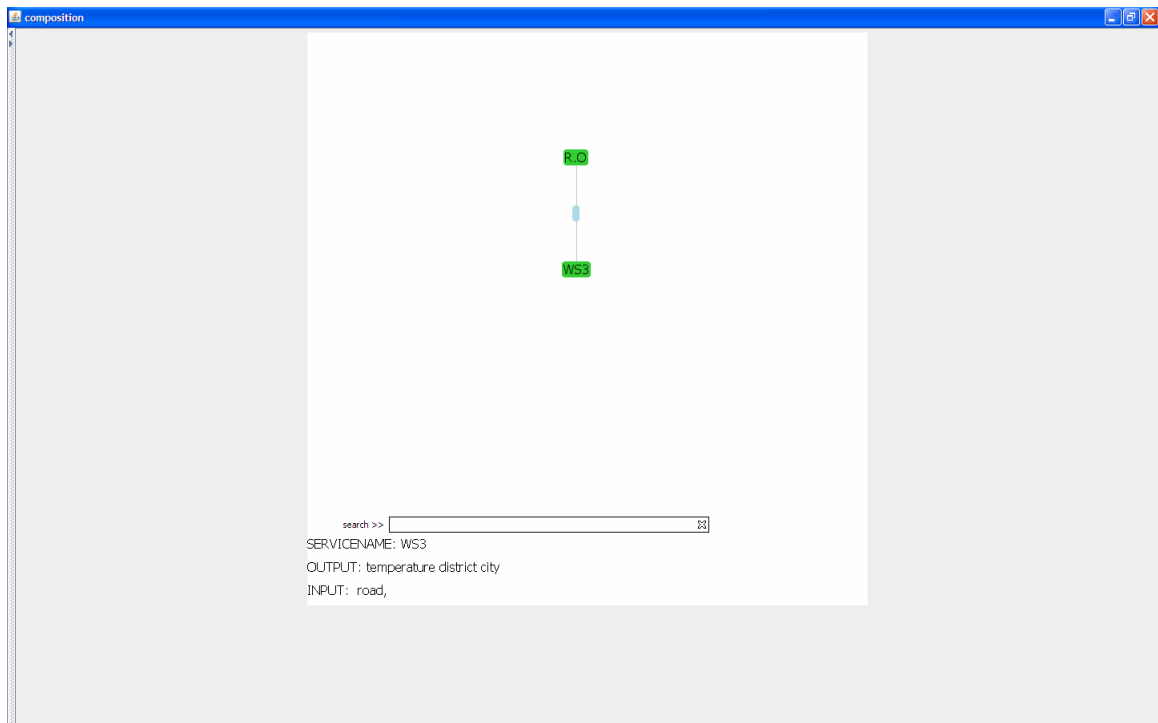 composition
R.O
WS3
search >>
SERVICENAME: WS3
OUTPUT: temperature district city
INPUT: road,